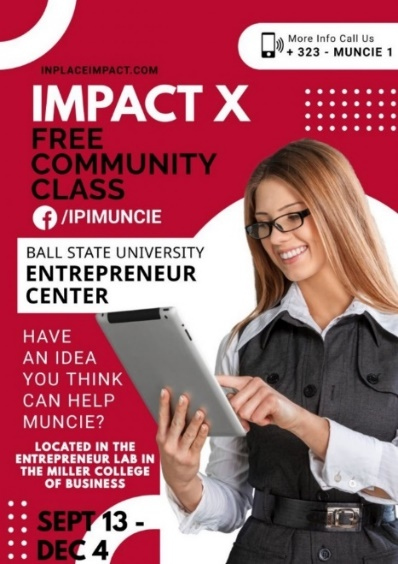 More Info Call Us
+ 323 - MUNCIE 1
INPLACEIMPACT.COM
IMPACT X
FREE
COMMUNITY
CLASS
/IPIMUNCIE
BALL STATE UNIVERSITY
ENTREPRENEUR
CENTER
HAVE
AN IDEA
YOU THINK
CAN HELP
MUNCIE?
LOCATED IN THE
ENTREPRENEUR LAB IN
THE MILLER COLLEGE
OF BUSINESS
SEPT 13 -
DEC 4